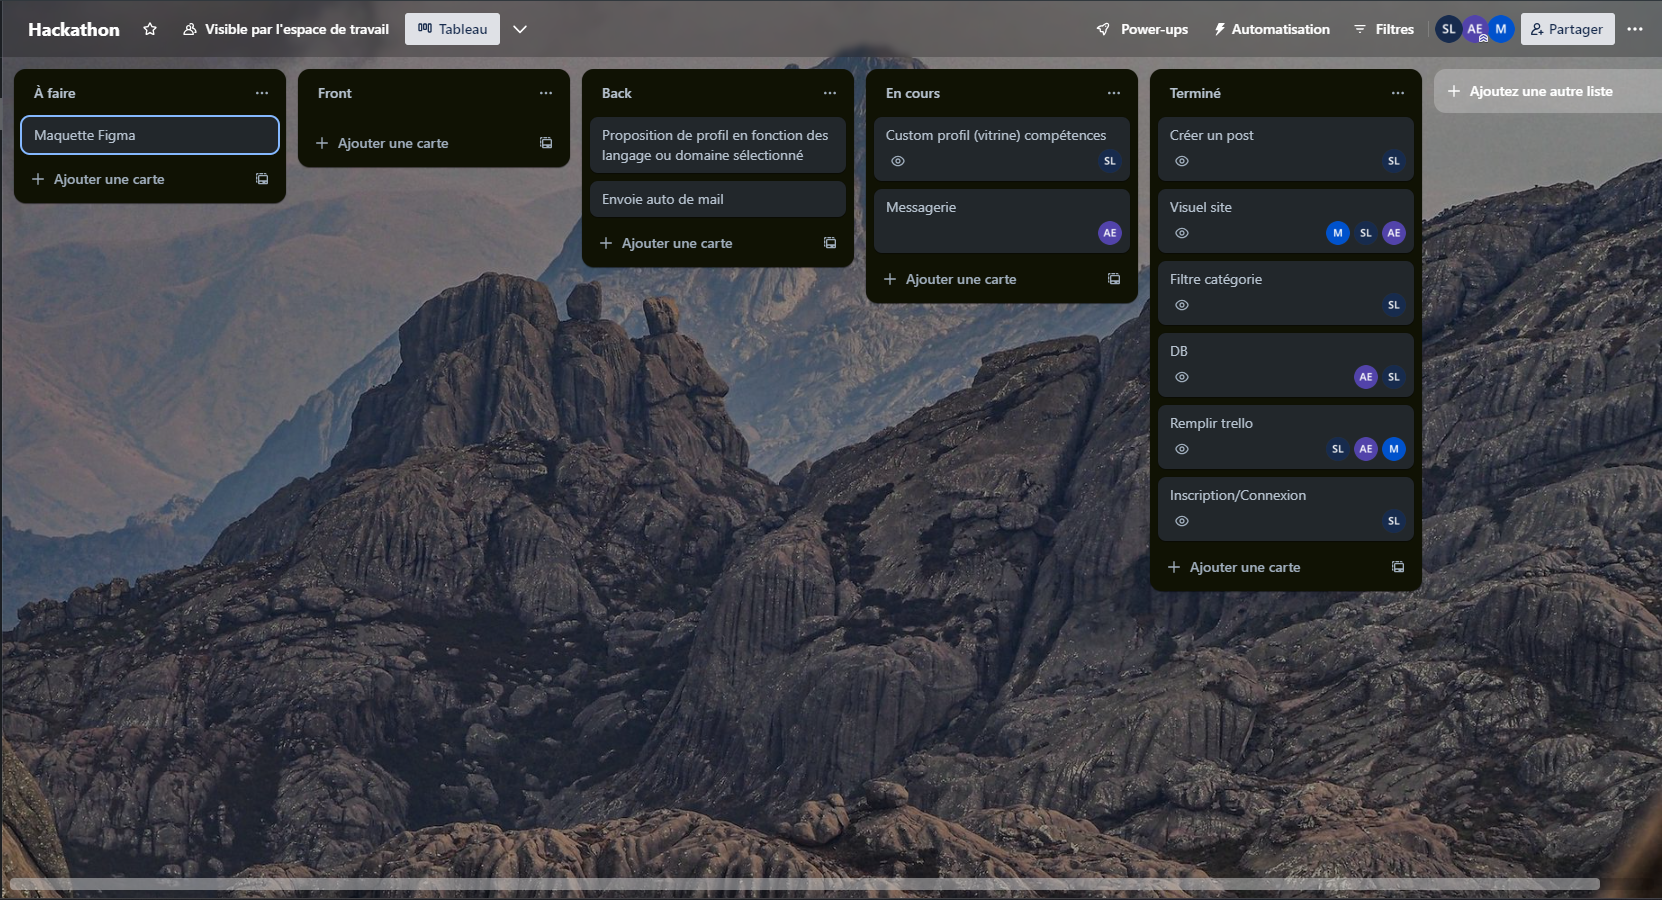 Hackathon
Visible par l'espace de travail
Tableau
Power-ups
Automatisation
Filtres
SL
AE
M
Partager
À faire
Maquette Figma
Ajouter une carte
Front
Ajouter une carte
Back
Proposition de profil en fonction des
langage ou domaine sélectionné
Envoie auto de mail
Ajouter une carte
En cours
Custom profil (vitrine) compétences
SL
Messagerie
AE
Ajouter une carte
Terminé
Créer un post
SL
Visuel site
M SL AE
Filtre catégorie
SL
DB
AE SL
Remplir trello
SL AE M
Inscription/Connexion
SL
Ajouter une carte
Ajoutez une autre liste